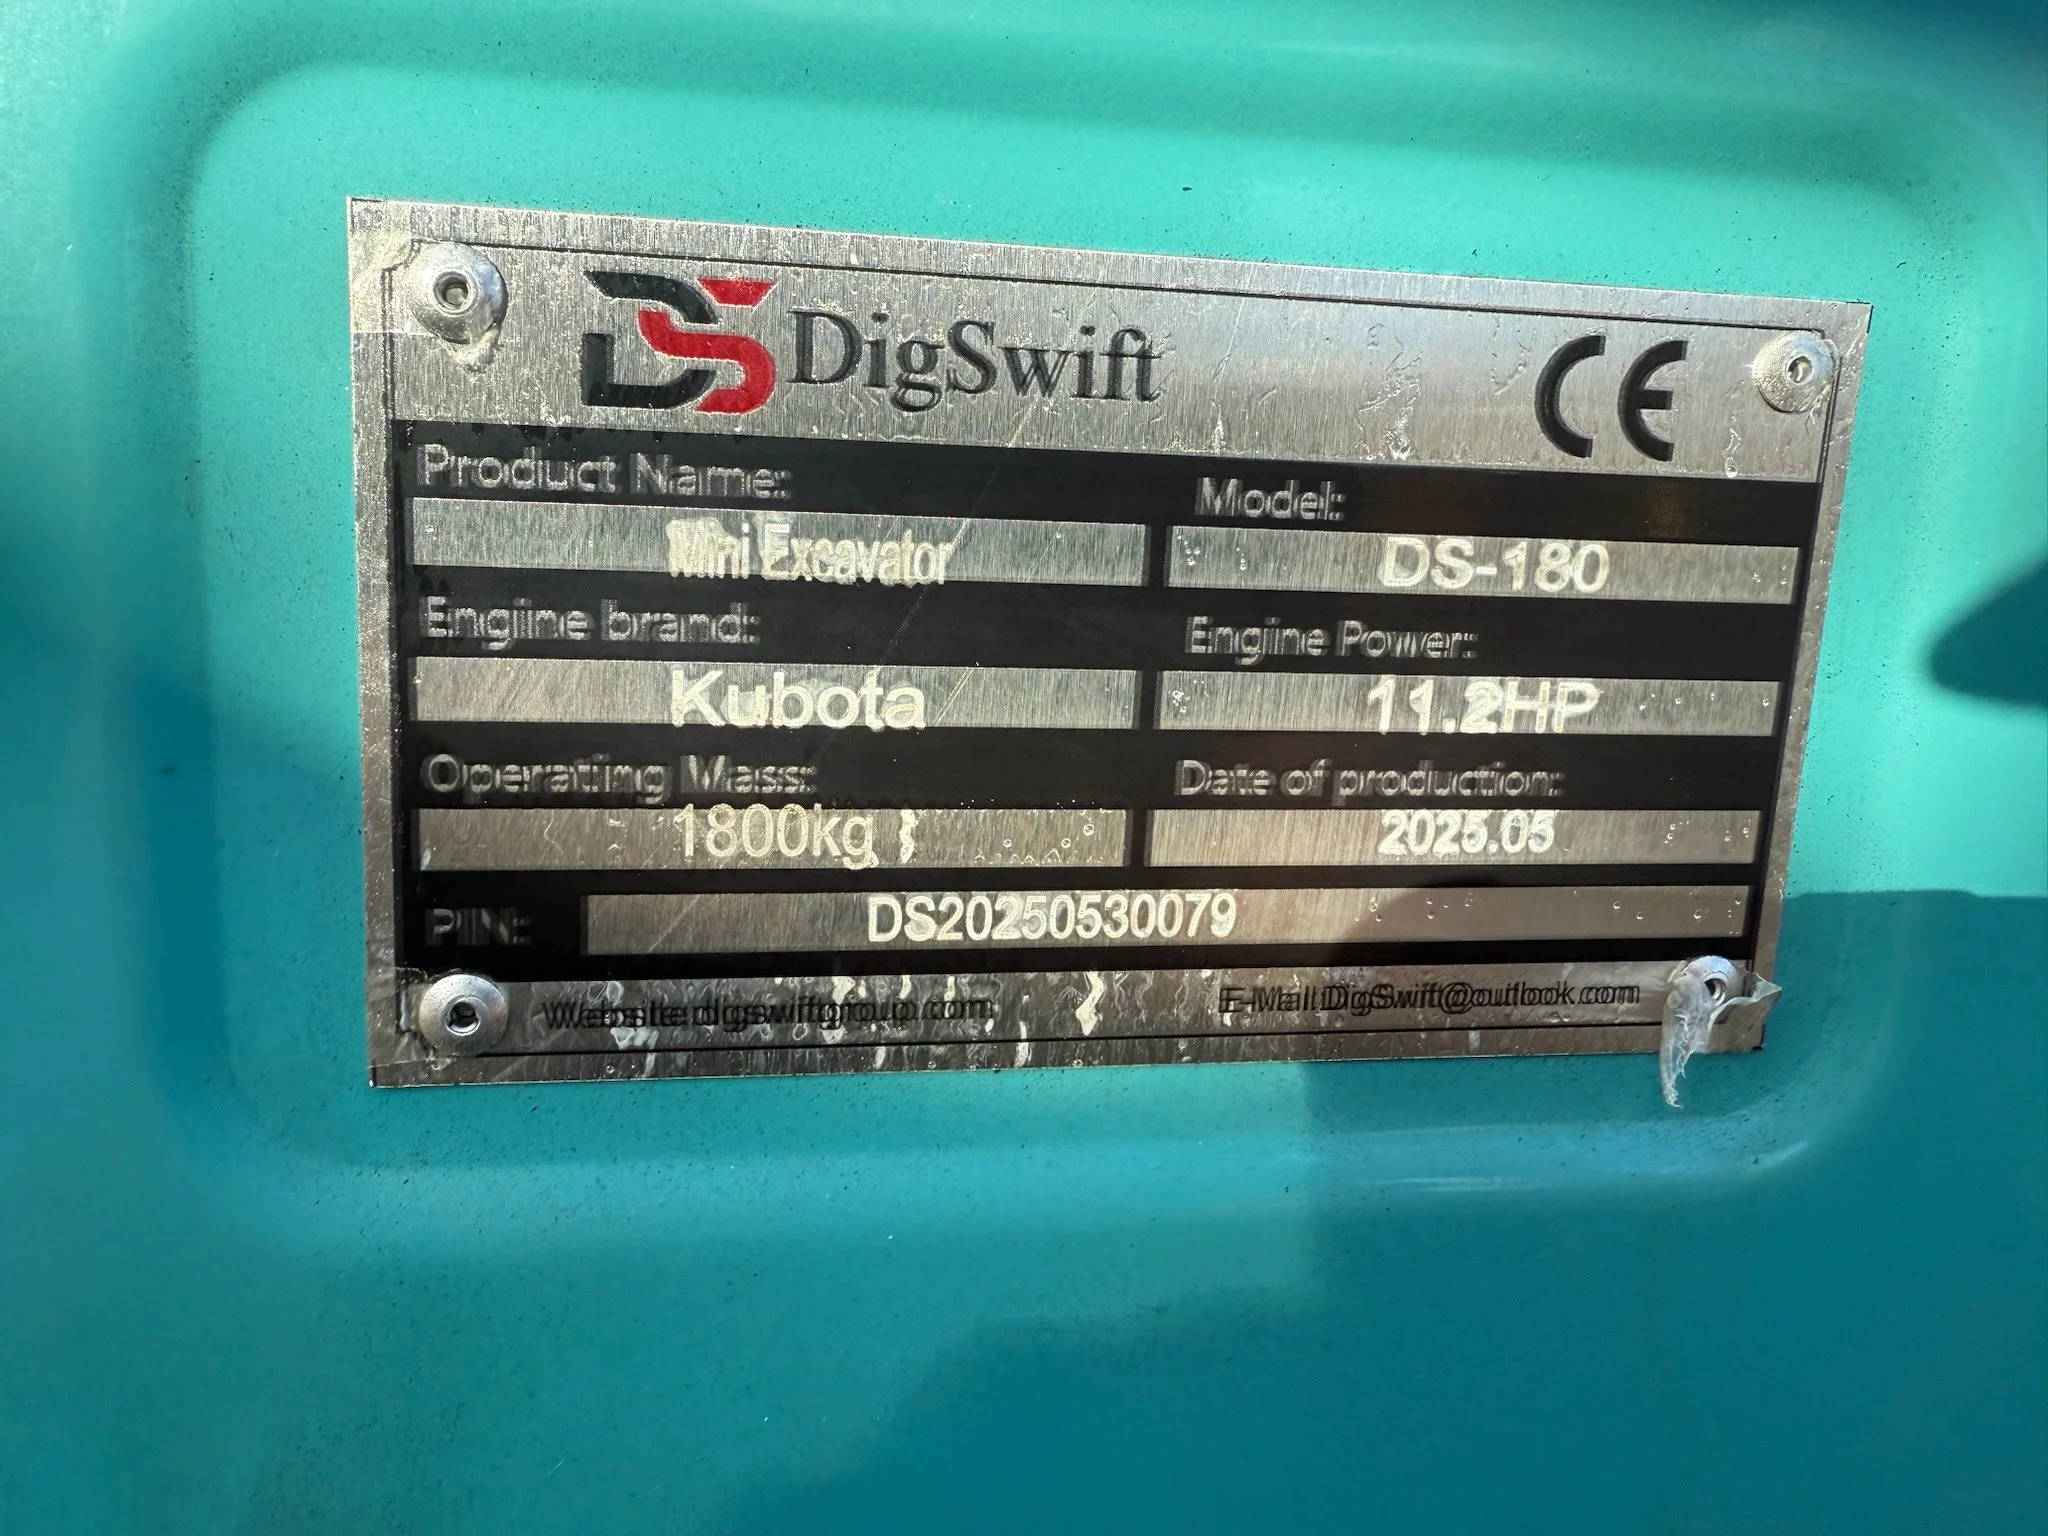 DS DigSwift CE
Product Name: Model:
Mini Excavator DS-180
Engine brand: Engine Power:
Kubota 11.2HP
Operating Mass: Date of production:
1800kg 2025.05
PIN: DS20250530079
Website:digswiftgroup.com E-Mail:DigSwift@outlook.com